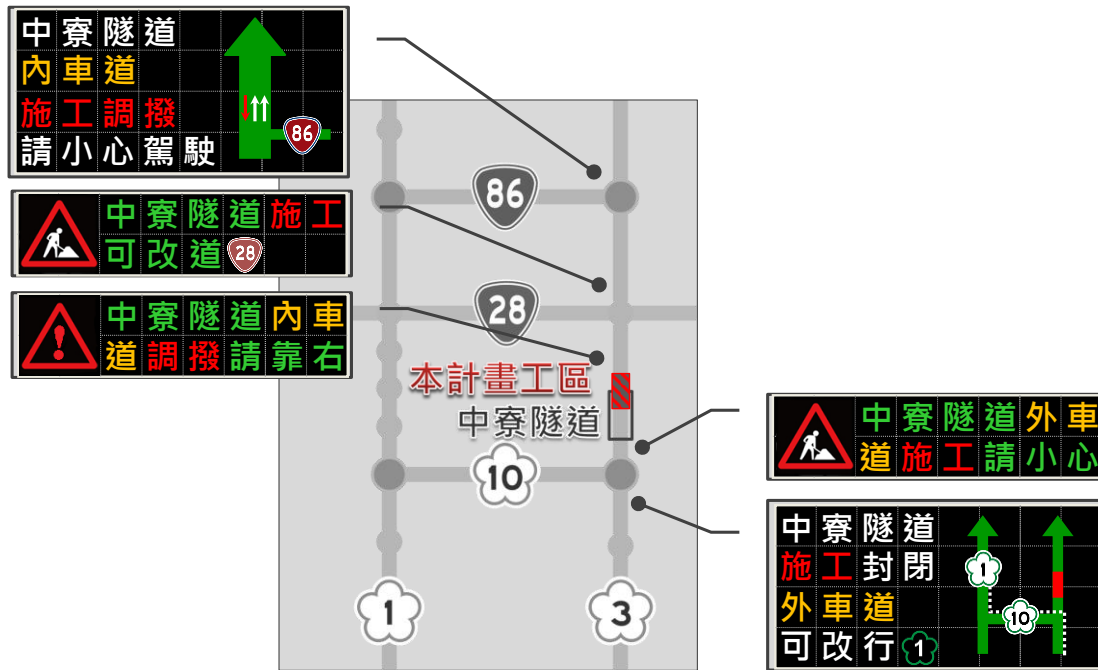 中寮隧道
內車道
施工調撥
請小心駕駛
86
中寮隧道施工
可改道28
!
中寮隧道內車
道調撥請靠右
86
28
本計畫工區
中寮隧道
10
1
3
中寮隧道外車
道施工請小心
中寮隧道
施工封閉
外車道
可改行1
1
10